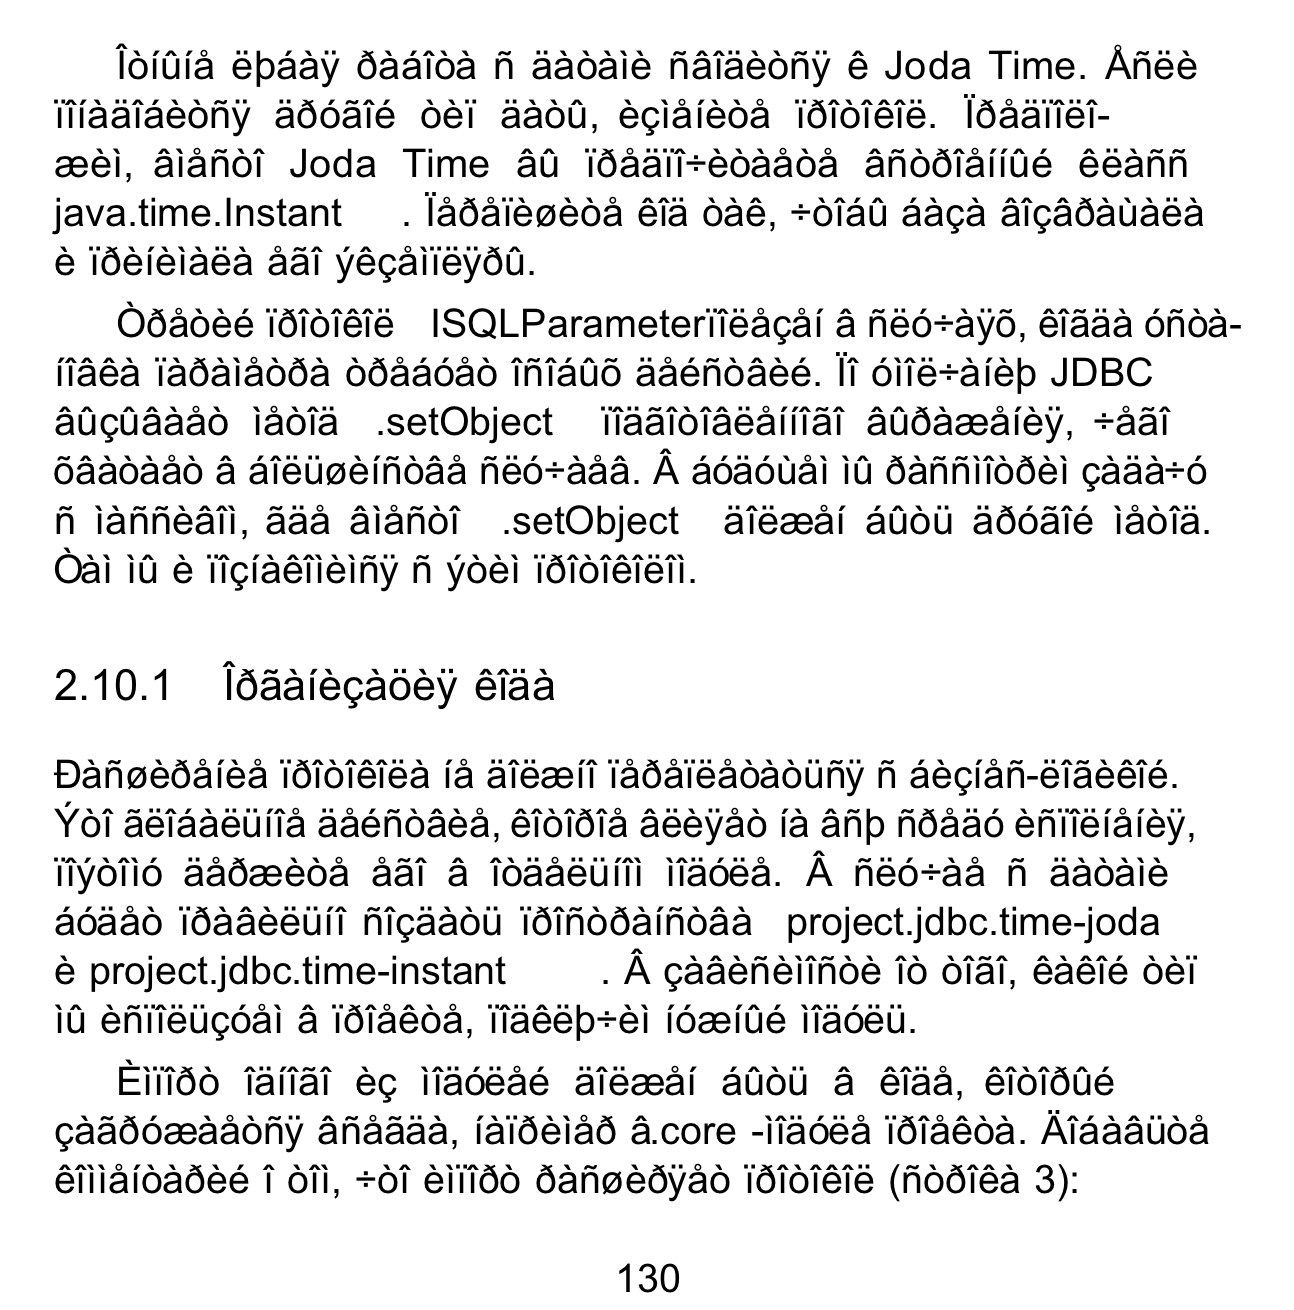 Îòíûíå ëþáàÿ ðàáîòà ñ äàòàìè ñâîäèòñÿ ê Joda Time. Åñëè
ïîíàäîáèòñÿ äðóãîé òèï äàòû, èçìåíèòå ïðîòîêîë. Ïðåäïîëî-
æèì, âìåñòî Joda Time âû ïðåäïî÷èòàåòå âñòðîåííûé êëàññ
java.time.Instant . Ïåðåïèøèòå êîä òàê, ÷òîáû áàçà âîçâðàùàëà
è ïðèíèìàëà åãî ýêçåìïëÿðû.
Òðåòèé ïðîòîêîë ISQLParameterïîëåçåí â ñëó÷àÿõ, êîãäà óñòà-
íîâêà ïàðàìåòðà òðåáóåò îñîáûõ äåéñòâèé. Ïî óìîë÷àíèþ JDBC
âûçûâàåò ìåòîä .setObject ïîäãîòîâëåííîãî âûðàæåíèÿ, ÷åãî
õâàòàåò â áîëüøèíñòâå ñëó÷àåâ. Â áóäóùåì ìû ðàññìîòðèì çàäà÷ó
ñ ìàññèâîì, ãäå âìåñòî .setObject äîëæåí áûòü äðóãîé ìåòîä.
Òàì ìû è ïîçíàêîìèìñÿ ñ ýòèì ïðîòîêîëîì.
2.10.1 Îðãàíèçàöèÿ êîäà
Ðàñøèðåíèå ïðîòîêîëà íå äîëæíî ïåðåïëåòàòüñÿ ñ áèçíåñ-ëîãèêîé.
Ýòî ãëîáàëüíîå äåéñòâèå, êîòîðîå âëèÿåò íà âñþ ñðåäó èñïîëíåíèÿ,
ïîýòîìó äåðæèòå åãî â îòäåëüíîì ìîäóëå. Â ñëó÷àå ñ äàòàìè
áóäåò ïðàâèëüíî ñîçäàòü ïðîñòðàíñòâà project.jdbc.time-joda
è project.jdbc.time-instant . Â çàâèñèìîñòè îò òîãî, êàêîé òèï
ìû èñïîëüçóåì â ïðîåêòå, ïîäêëþ÷èì íóæíûé ìîäóëü.
Èìïîðò îäíîãî èç ìîäóëåé äîëæåí áûòü â êîäå, êîòîðûé
çàãðóæàåòñÿ âñåãäà, íàïðèìåð â.core -ìîäóëå ïðîåêòà. Äîáàâüòå
êîììåíòàðèé î òîì, ÷òî èìïîðò ðàñøèðÿåò ïðîòîêîë (ñòðîêà 3):
130